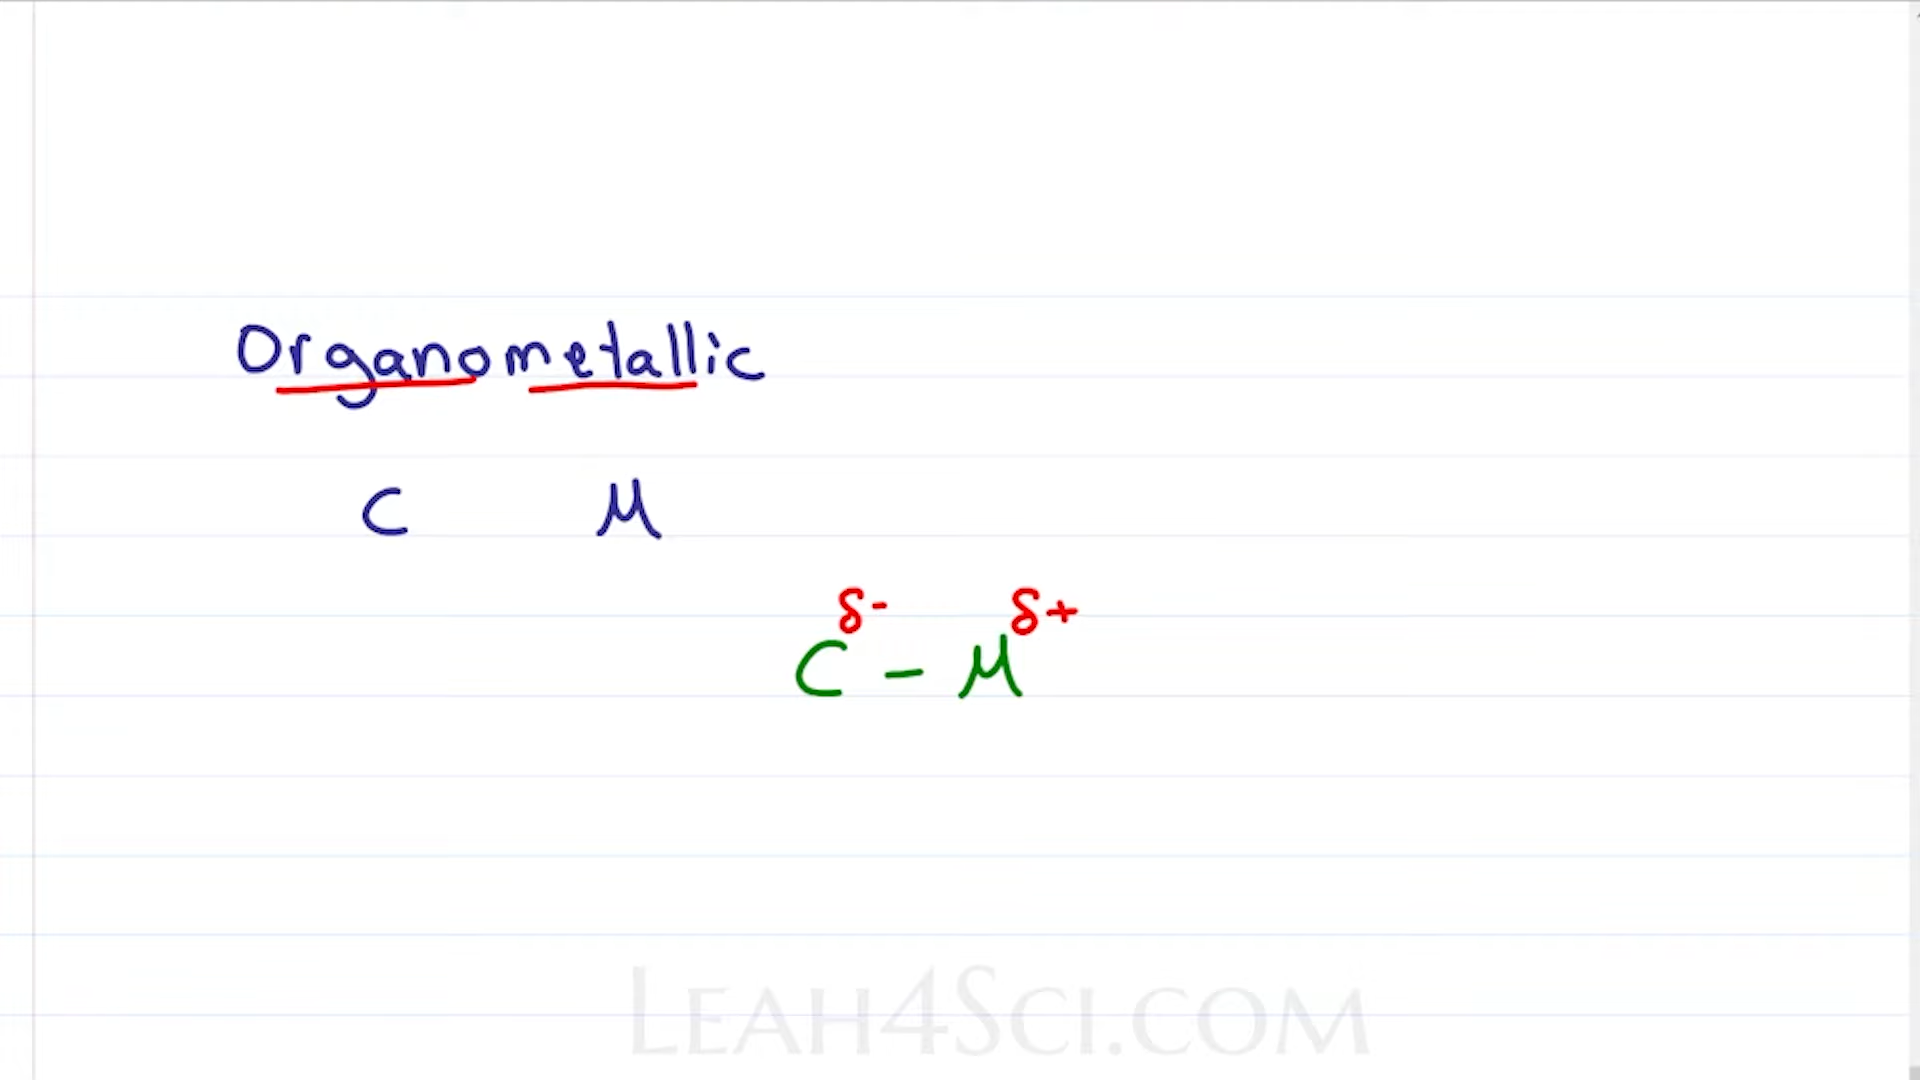 Organometallic
C M
δ- δ+
C - M
LEAH4SCI.COM